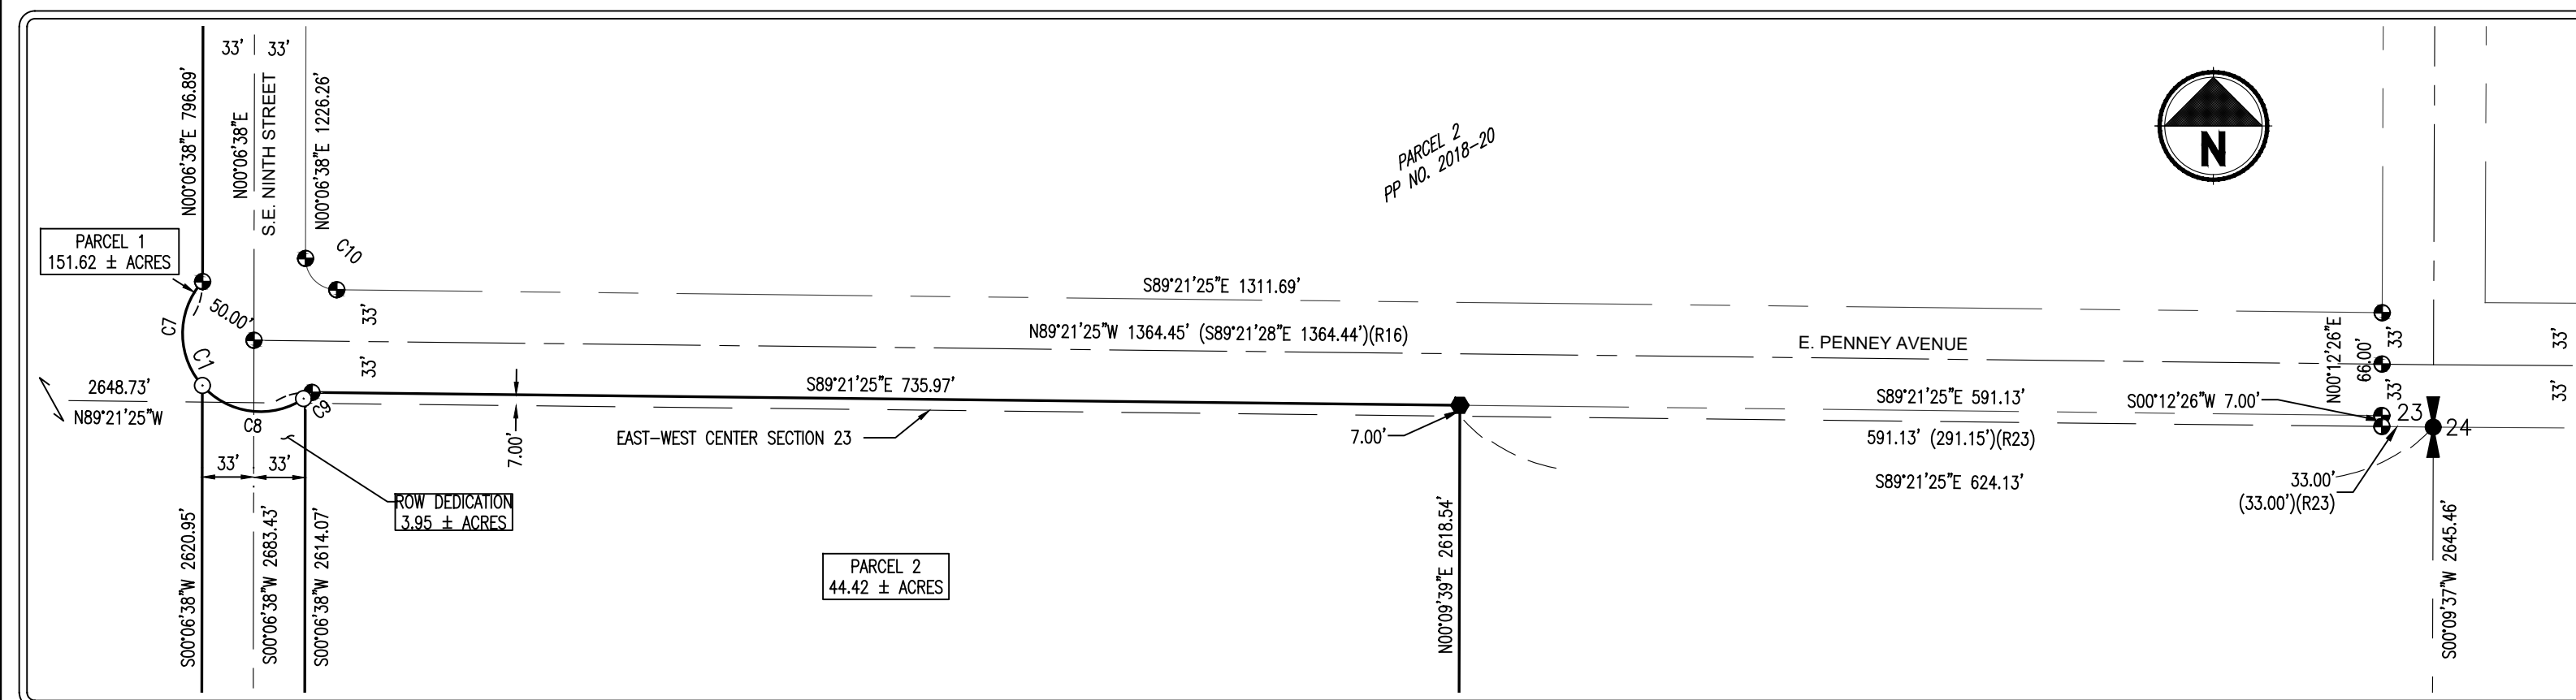 33' 33'
N00°06'38"E 796.89'
N00°06'38"E
S.E. NINTH STREET
N00°06'38"E 1226.26'
PARCEL 2
PP NO. 2018-20
N
PARCEL 1
151.62 ± ACRES
C10
50.00'
C7
C1
33'
33'
S89°21'25"E 1311.69'
N89°21'25"W 1364.45' (S89°21'28"E 1364.44')(R16)
E. PENNEY AVENUE
N00°12'26"E
66.00'
33'
33'
33'
33'
2648.73'
N89°21'25"W
C8
C9
S89°21'25"E 735.97'
7.00'
EAST-WEST CENTER SECTION 23
7.00'
S89°21'25"E 591.13'
591.13' (291.15')(R23)
S89°21'25"E 624.13'
S00°12'26"W 7.00'
23
24
33.00'
(33.00')(R23)
33' 33'
ROW DEDICATION
3.95 ± ACRES
S00°06'38"W 2620.95'
S00°06'38"W 2683.43'
S00°06'38"W 2614.07'
PARCEL 2
44.42 ± ACRES
N00°09'39"E 2618.54'
S00°09'37"W 2645.46'